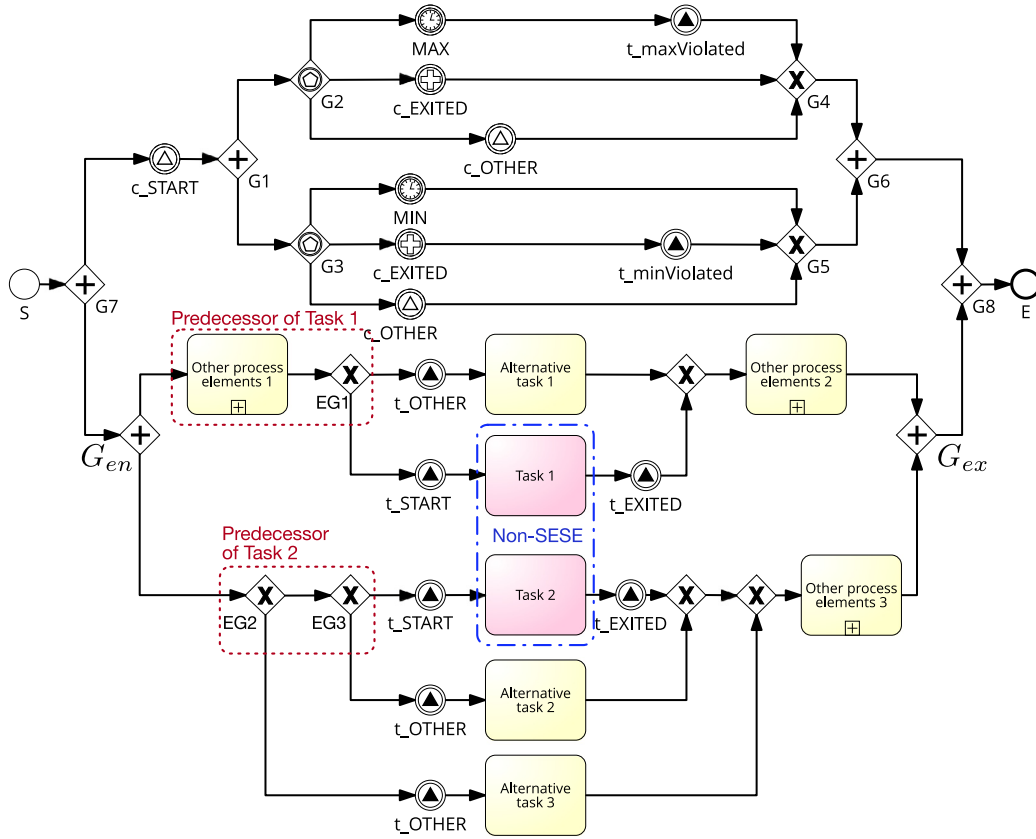 MAX
t_maxViolated
G2
c_EXITED
G4
c_OTHER
c_START
G1
G6
MIN
G3
c_EXITED
t_minViolated
G5
S
G7
c_OTHER
G8
E
Predecessor of Task 1
Other process
elements 1
EG1
t_OTHER
Alternative
task 1
Other process
elements 2
Gen
Gex
t_START
Task 1
t_EXITED
Non-SESE
Predecessor
of Task 2
EG2
EG3
t_START
Task 2
t_EXITED
Other process
elements 3
t_OTHER
Alternative
task 2
t_OTHER
Alternative
task 3